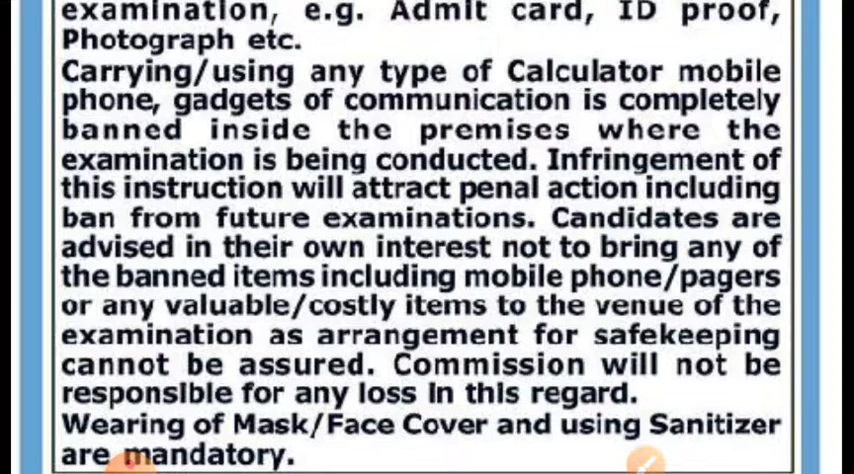 examination, e.g. Admit card, ID proof,
Photograph etc.
Carrying/using any type of Calculator mobile
phone, gadgets of communication is completely
banned inside the premises where the
examination is being conducted. Infringement of
this instruction will attract penal action including
ban from future examinations. Candidates are
advised in their own interest not to bring any of
the banned items including mobile phone/pagers
or any valuable/costly items to the venue of the
examination as arrangement for safekeeping
cannot be assured. Commission will not be
responsible for any loss in this regard.
Wearing of Mask/Face Cover and using Sanitizer
are mandatory.